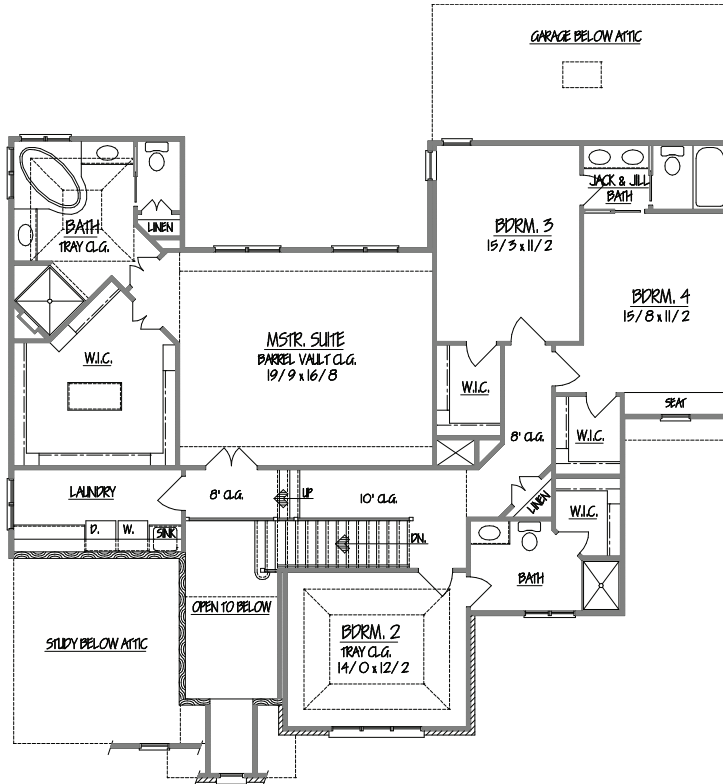 GARAGE BELOW ATTIC
JACK & JILL
BATH
LINEN
BATH
TRAY CLG.
BDRM. 3
15/3 x 11/2
BDRM. 4
15/8 x 11/2
MSTR. SUITE
BARREL VAULT CLG.
19/9 x 16/8
W.I.C.
W.I.C.
SEAT
8' CLG.
W.I.C.
LAUNDRY
8' CLG.
UP
10' CLG.
LINEN
W.I.C.
D.
W.
SINK
DN.
BATH
OPEN TO BELOW
STUDY BELOW ATTIC
BDRM. 2
TRAY CLG.
14/0 x 12/2